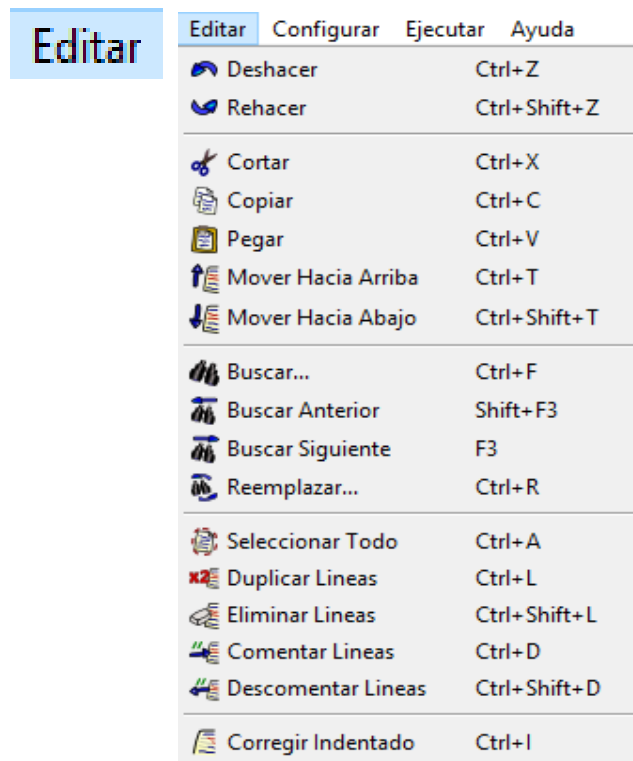 Editar
Editar Configurar Ejecutar Ayuda
Deshacer Ctrl+Z
Rehacer Ctrl+Shift+Z
Cortar Ctrl+X
Copiar Ctrl+C
Pegar Ctrl+V
Mover Hacia Arriba Ctrl+T
Mover Hacia Abajo Ctrl+Shift+T
Buscar... Ctrl+F
Buscar Anterior Shift+F3
Buscar Siguiente F3
Reemplazar... Ctrl+R
Seleccionar Todo Ctrl+A
x2 Duplicar Lineas Ctrl+L
Eliminar Lineas Ctrl+Shift+L
Comentar Lineas Ctrl+D
Descomentar Lineas Ctrl+Shift+D
Corregir Indentado Ctrl+I